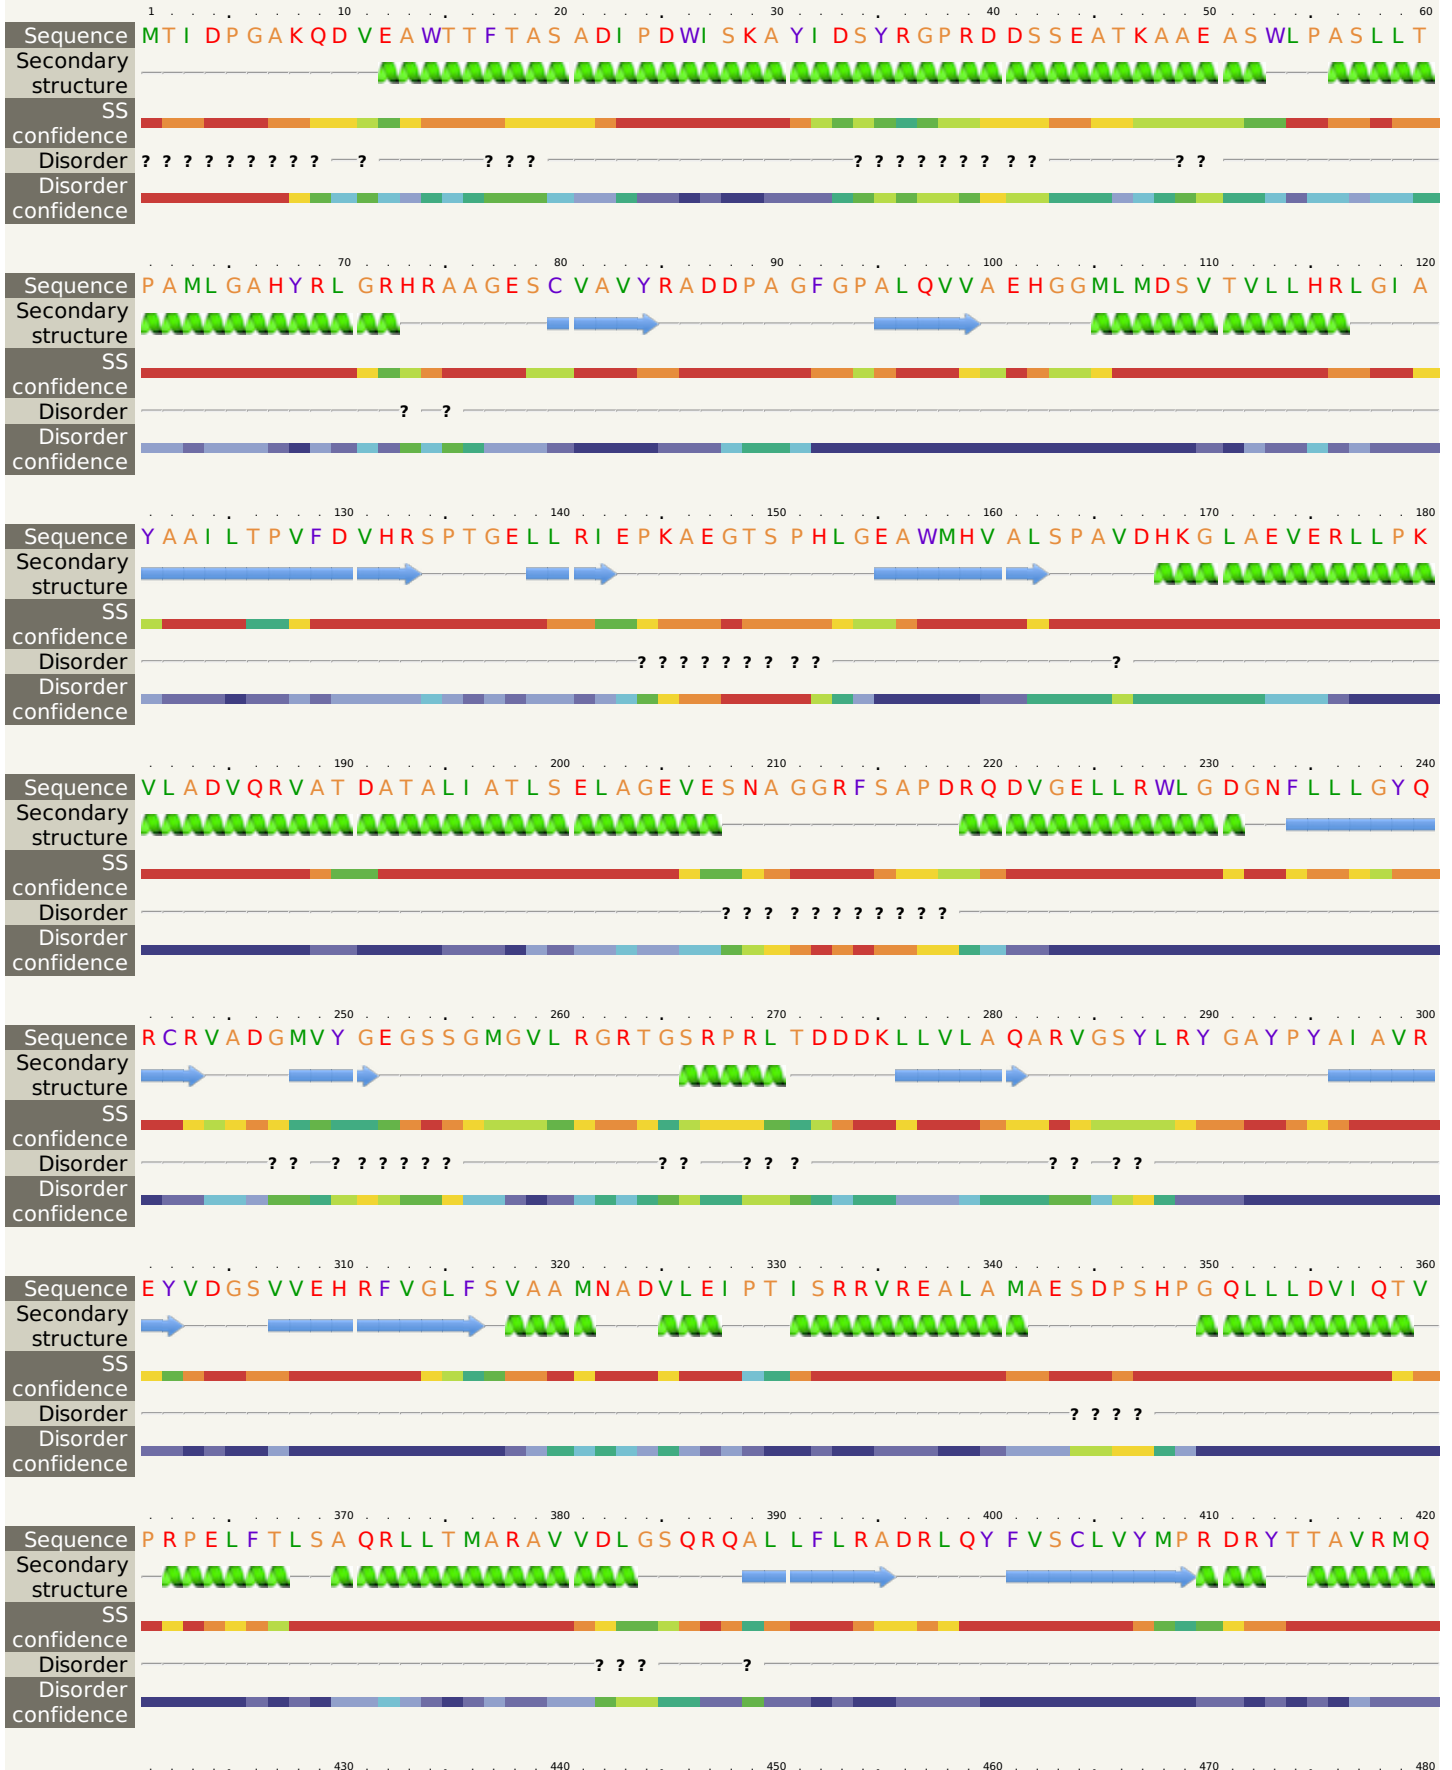 1 10 20 30 40 50 60
Sequence MTIDPGAKQDVEAWTTFTASADIPDWISKAYIDSYRGPRDDSSEATKAAEASWLPASLLT
Secondary structure
SS confidence
Disorder ? ? ? ? ? ? ? ? ? ? ? ? ? ? ? ? ? ? ? ? ? ? ? ? ?
Disorder confidence
70 80 90 100 110 120
Sequence PAMLGAHYRLGRHRAAGESCVAVYRADDPAGFGPALQVVAEHGGMLMDSVTVLLHRLGIA
Secondary structure
SS confidence
Disorder ? ?
Disorder confidence
130 140 150 160 170 180
Sequence YAAILTPVFDVHRSPTGELLRIEPKAEGTSPHLGEAWMHVALSPAVDHKGLAEVERLLPK
Secondary structure
SS confidence
Disorder ? ? ? ? ? ? ? ? ? ?
Disorder confidence
190 200 210 220 230 240
Sequence VLADVQRVATDATALIATLSELAGEVESNAGGRFSAPDRQDVGELLRWLGDGNFLLLGYQ
Secondary structure
SS confidence
Disorder ? ? ? ? ? ? ? ? ? ? ?
Disorder confidence
250 260 270 280 290 300
Sequence RCRVADGMVYGEGSSGMGVLRGRTGSRPRLTDDDKLLVLAQARVGSYLRYGAYPYAIAVR
Secondary structure
SS confidence
Disorder ? ? ? ? ? ? ? ? ? ? ? ? ? ? ? ? ?
Disorder confidence
310 320 330 340 350 360
Sequence EYVDGSVVEHRFVGLFSVAAMNADVLEIPTISRRVREALAMAESDPSHPGQLLLDVIQTV
Secondary structure
SS confidence
Disorder ? ? ? ?
Disorder confidence
370 380 390 400 410 420
Sequence PRPELFTLSAQRLLTMARAVVDLGSQRQALLFLRADRLQYFVSCLVYMPRDRYTTAVRMQ
Secondary structure
SS confidence
Disorder ? ? ? ?
Disorder confidence
430 440 450 460 470 480